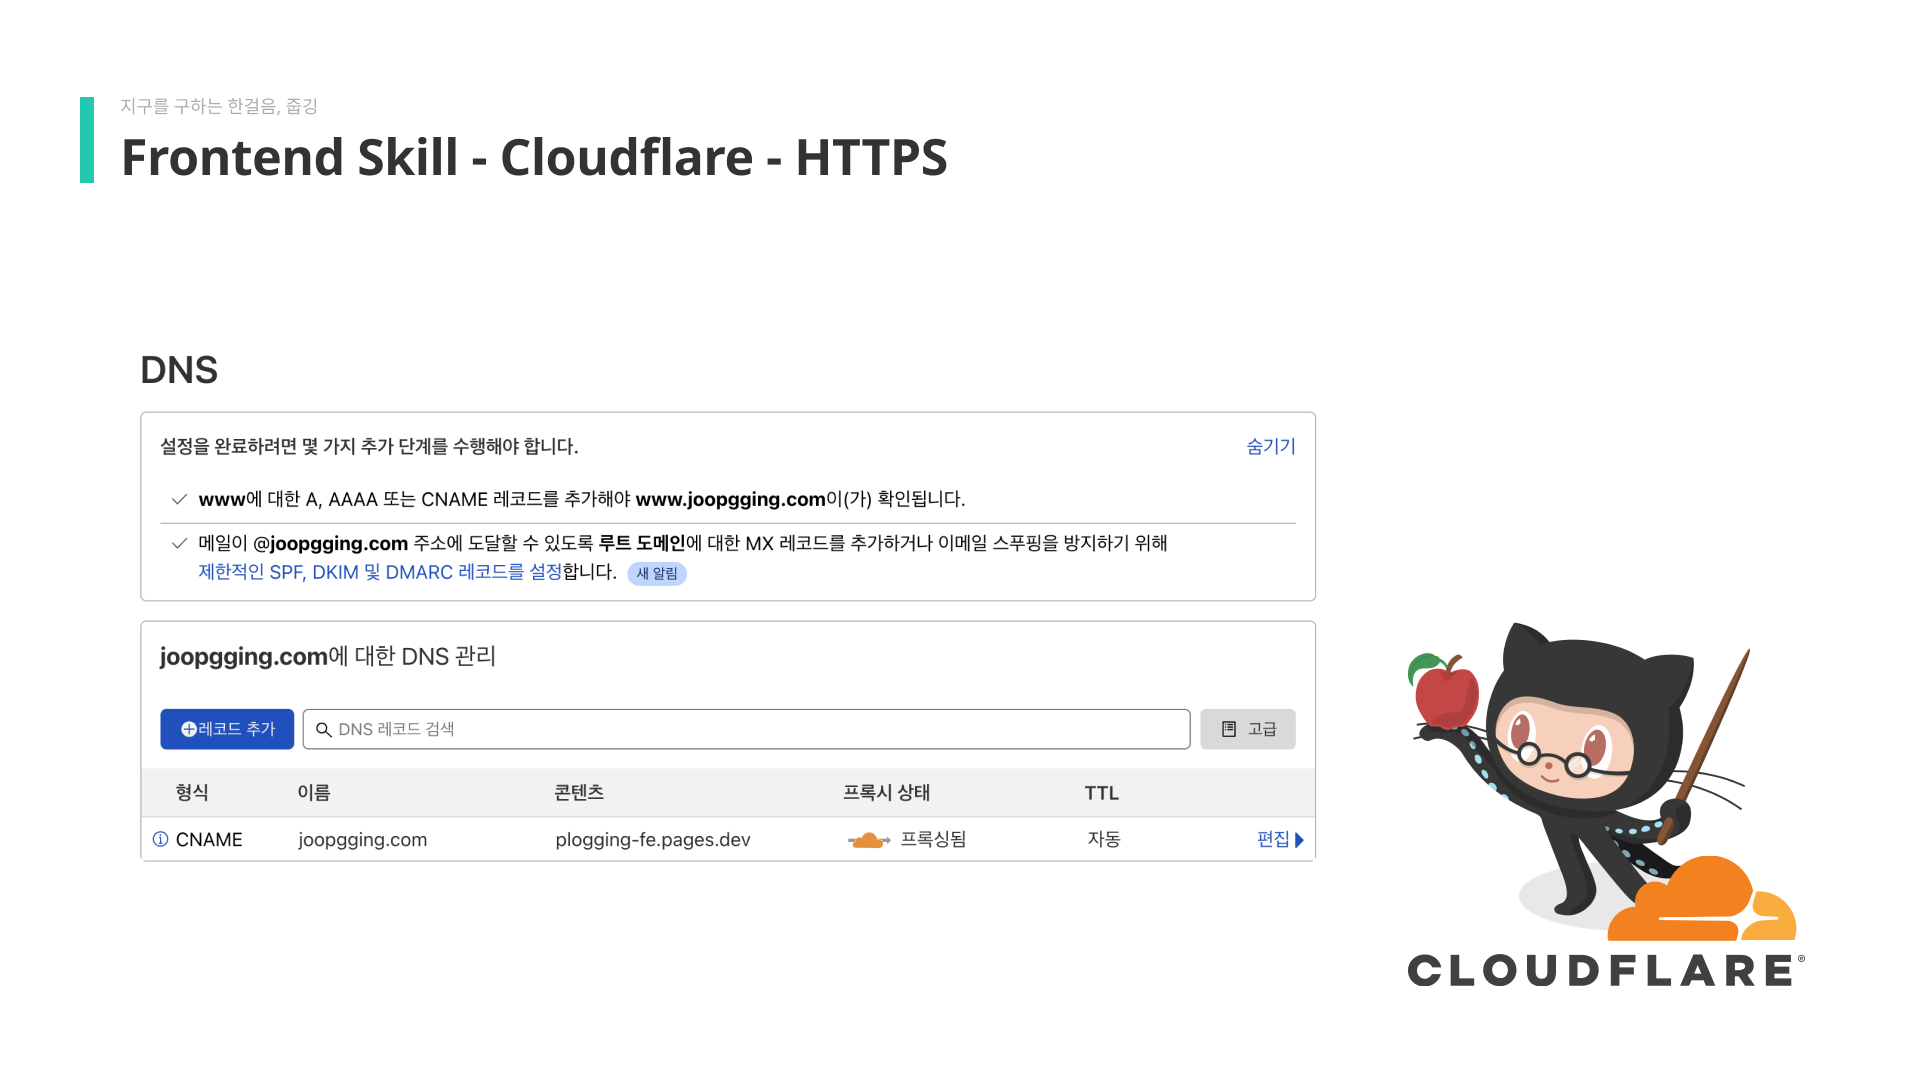 지구를 구하는 한걸음, 줍깅
Frontend Skill - Cloudflare - HTTPS
DNS
설정을 완료하려면 몇 가지 추가 단계를 수행해야 합니다.
숨기기
www에 대한 A, AAAA 또는 CNAME 레코드를 추가해야 www.joopgging.com이(가) 확인됩니다.
메일이 @joopgging.com 주소에 도달할 수 있도록 루트 도메인에 대한 MX 레코드를 추가하거나 이메일 스푸핑을 방지하기 위해
제한적인 SPF, DKIM 및 DMARC 레코드를 설정합니다. 새 알림
joopgging.com에 대한 DNS 관리
레코드 추가 DNS 레코드 검색 고급
형식 이름 콘텐츠 프록시 상태 TTL
CNAME joopgging.com plogging-fe.pages.dev 프록싱됨 자동 편집
CLOUDFLARE®